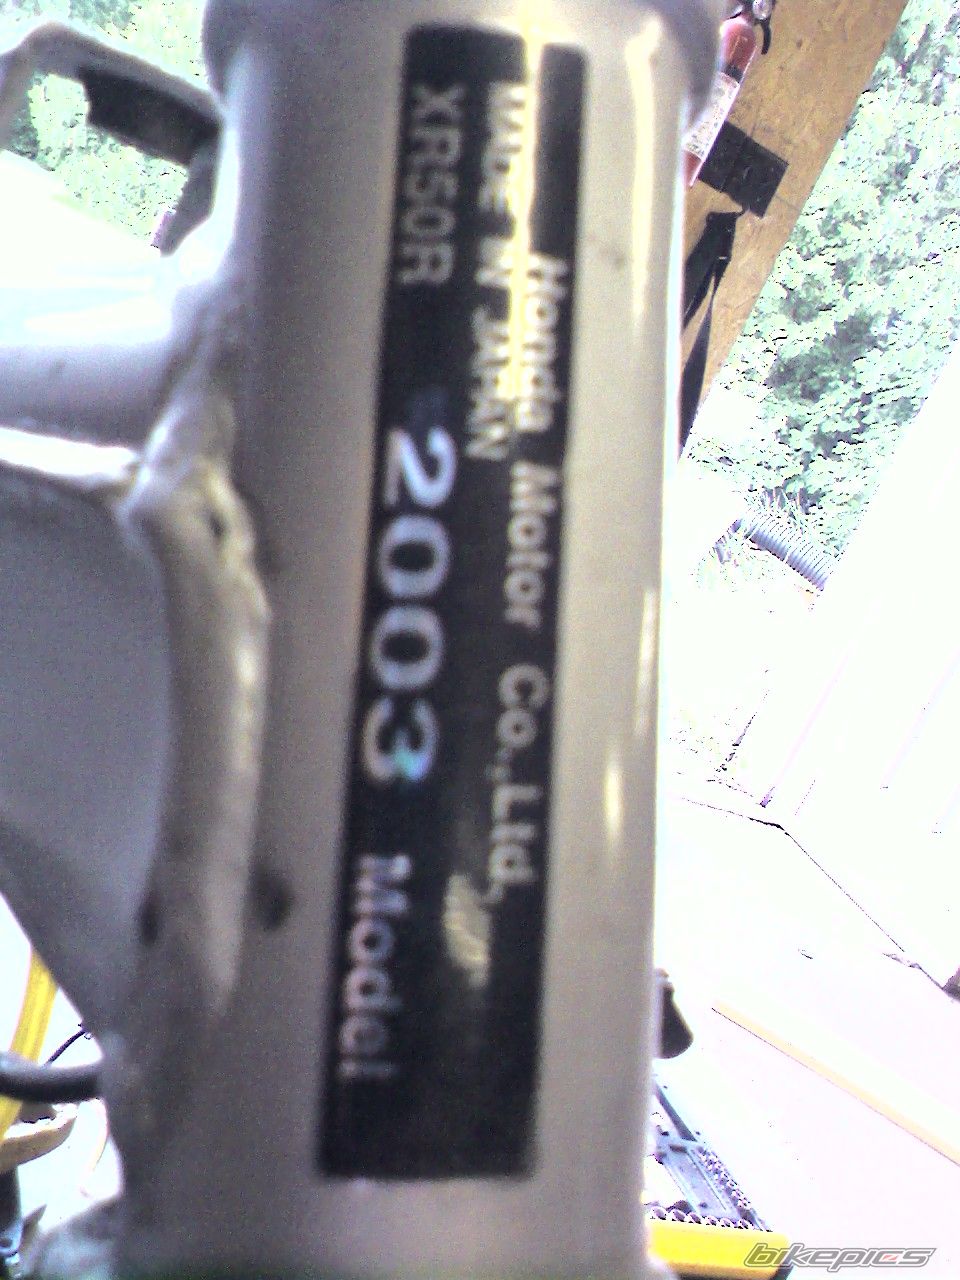 Honda Motor Co.,Ltd.
MADE IN JAPAN
XR50R 2003 Model
bikepics